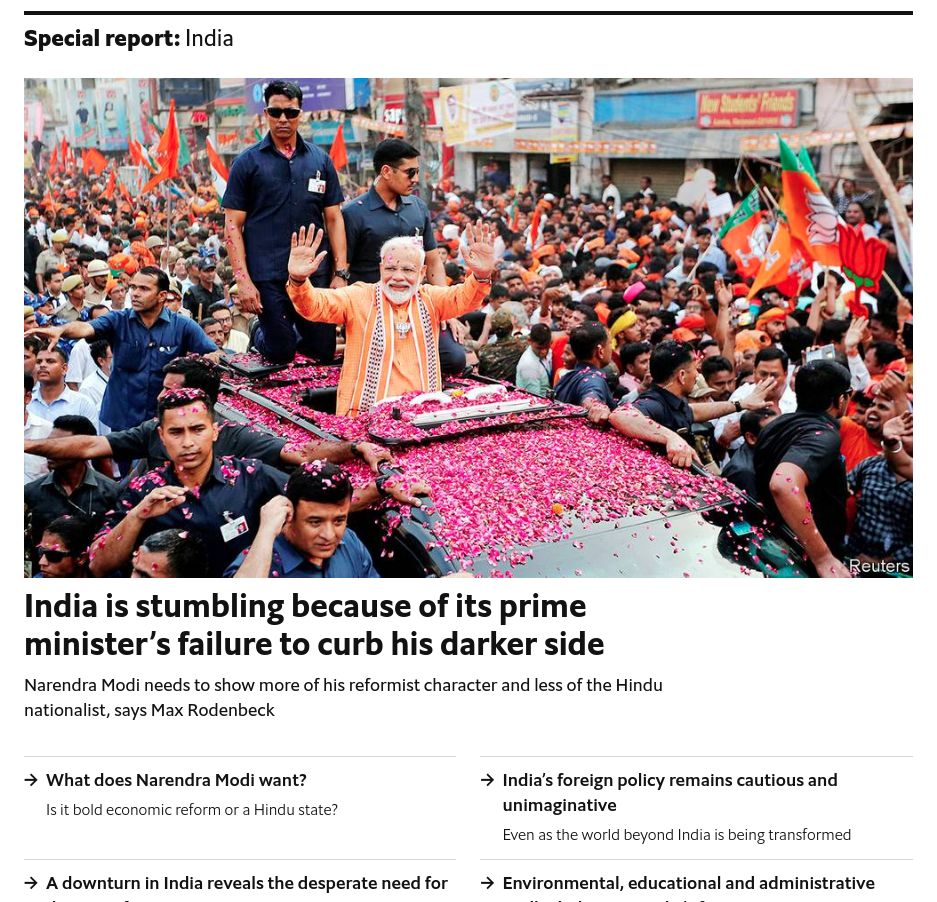 Special report: India
New Students' Friends
Reuters
India is stumbling because of its prime
minister's failure to curb his darker side
Narendra Modi needs to show more of his reformist character and less of the Hindu
nationalist, says Max Rodenbeck
→ What does Narendra Modi want?
Is it bold economic reform or a Hindu state?
→ India's foreign policy remains cautious and
unimaginative
Even as the world beyond India is being transformed
→ A downturn in India reveals the desperate need for
→ Environmental, educational and administrative